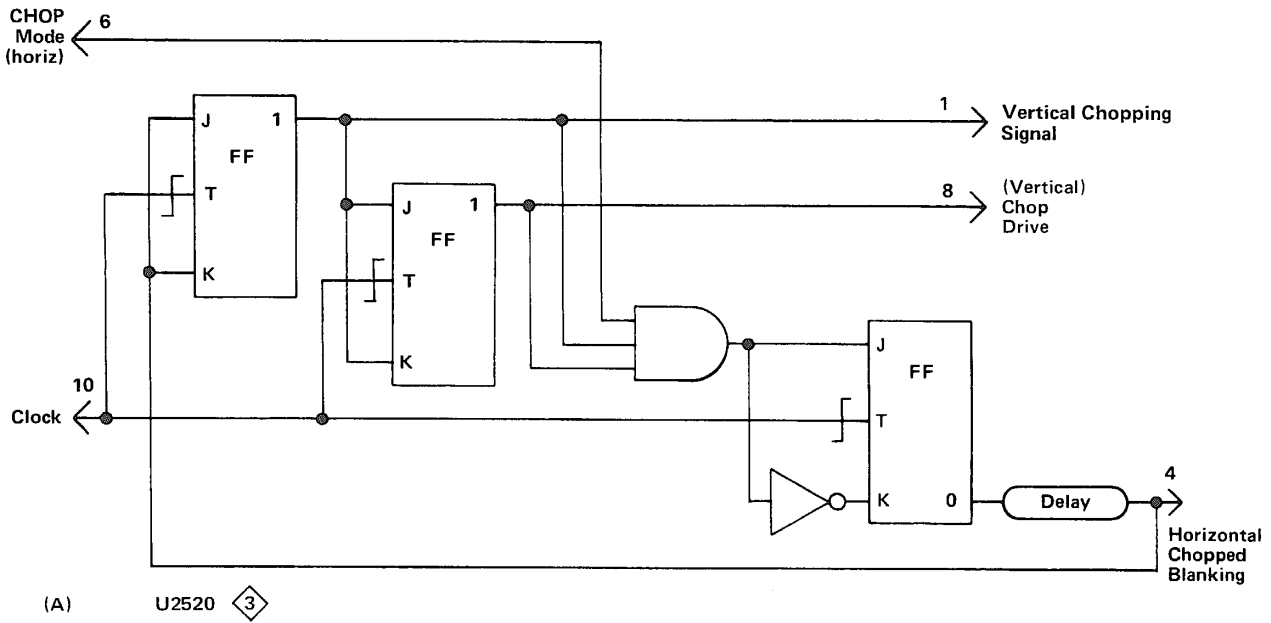 CHOP
Mode
(horiz)
6
J
1
FF
T
K
1
Vertical Chopping
Signal
J
1
FF
T
K
8
(Vertical)
Chop
Drive
10
Clock
J
FF
T
K
0
Delay
4
Horizontal
Chopped
Blanking
(A)
U2520
3